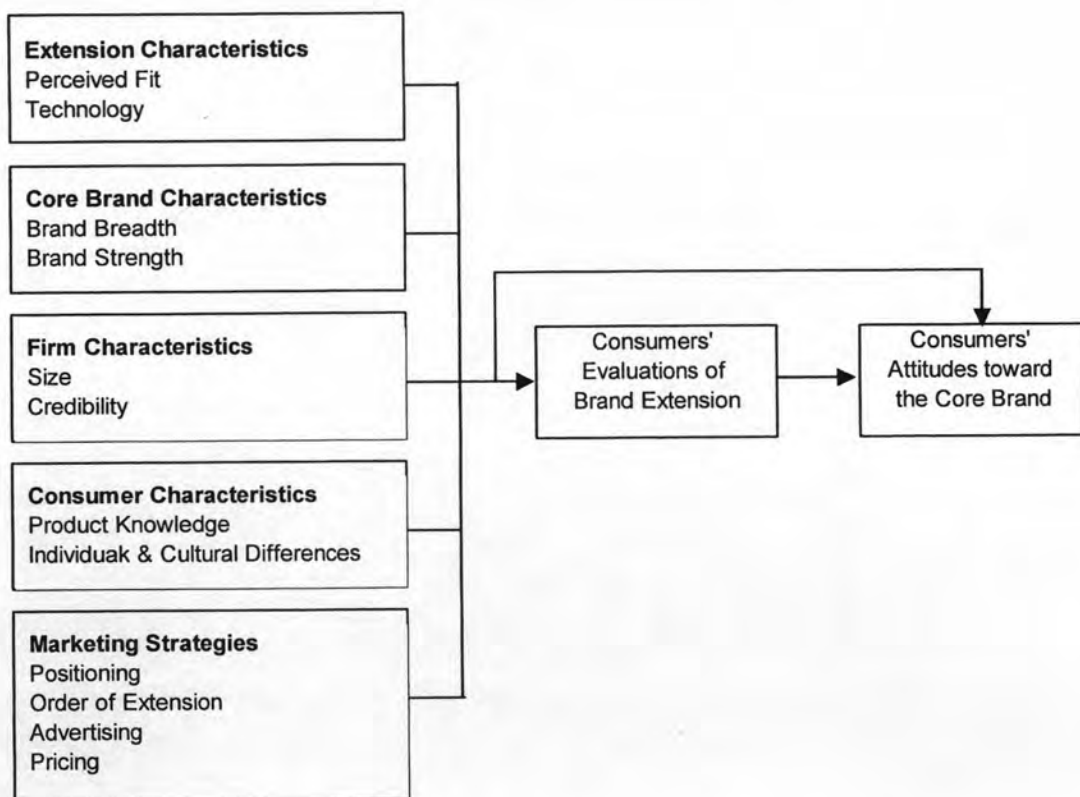 Extension Characteristics
Perceived Fit
Technology
Core Brand Characteristics
Brand Breadth
Brand Strength
Firm Characteristics
Size
Credibility
Consumer Characteristics
Product Knowledge
Individuak & Cultural Differences
Marketing Strategies
Positioning
Order of Extension
Advertising
Pricing
Consumers'
Evaluations of
Brand Extension
Consumers'
Attitudes toward
the Core Brand